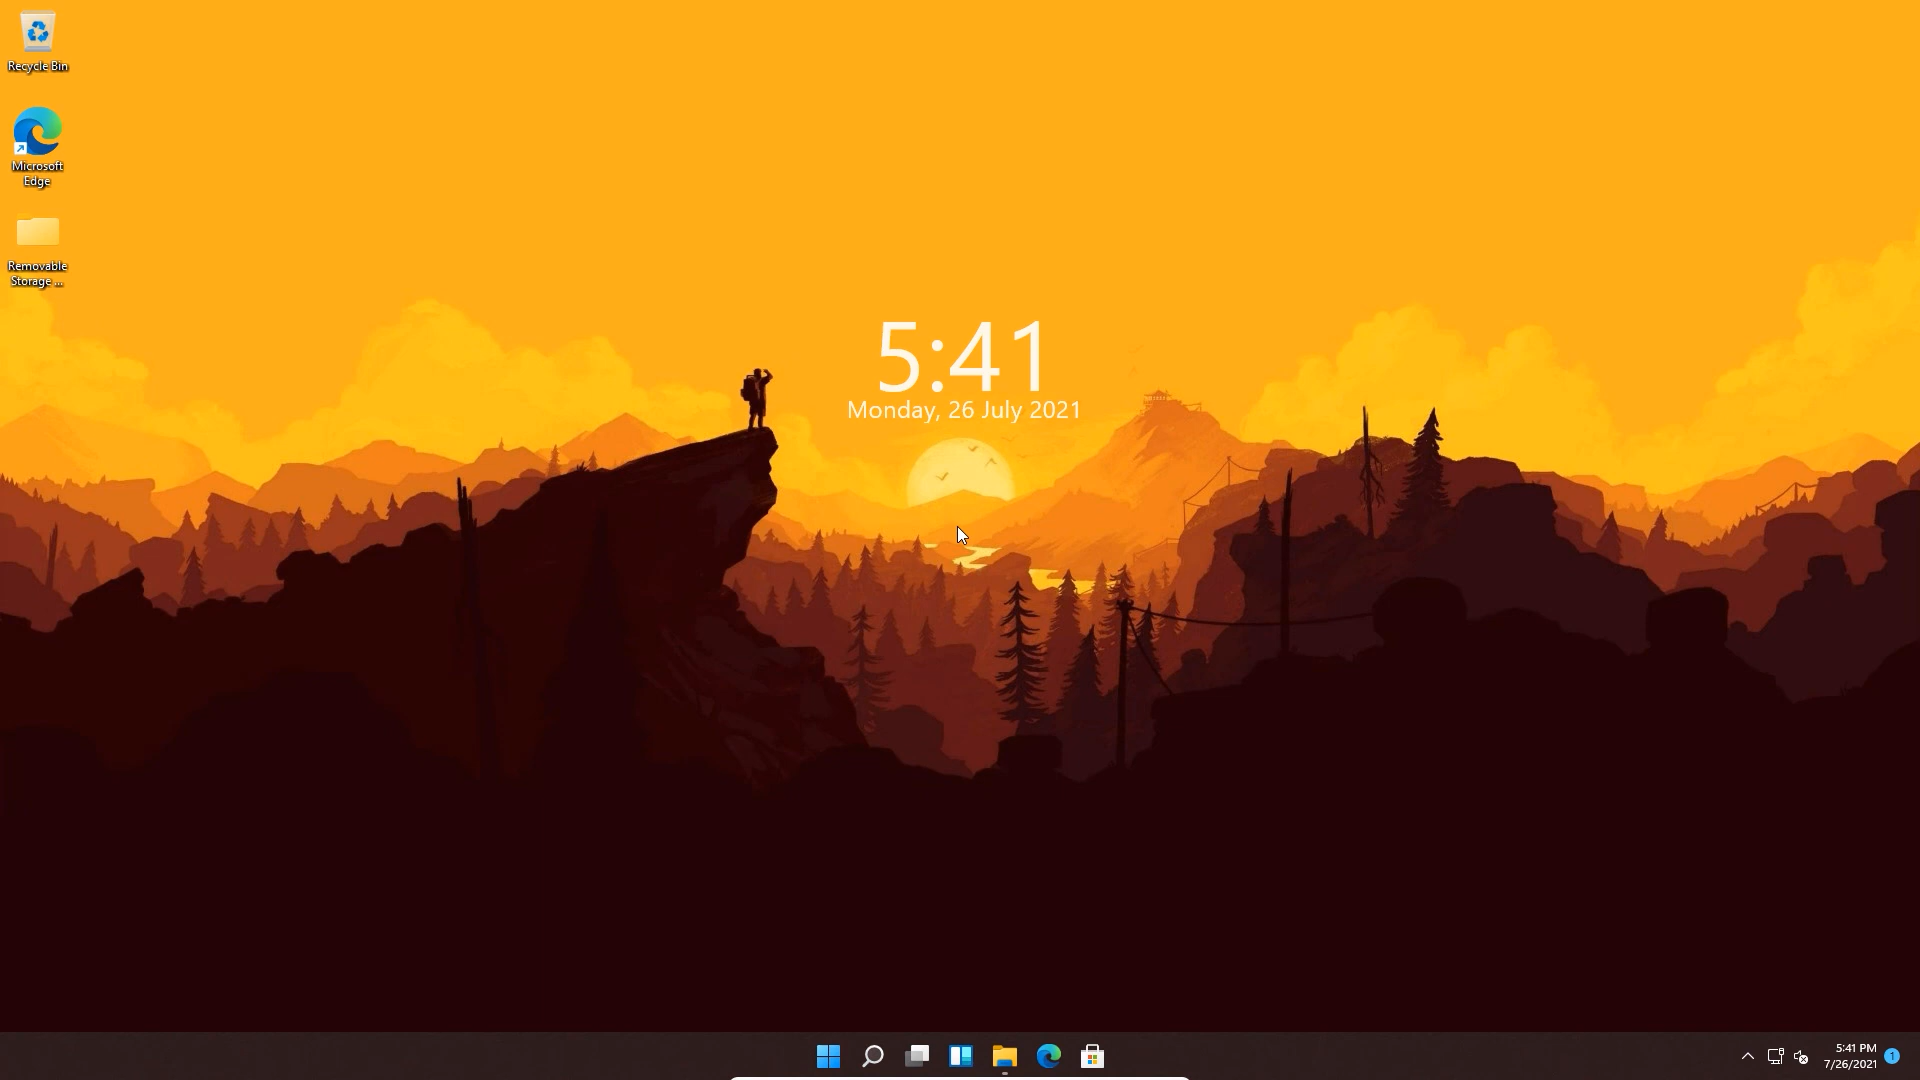 Recycle Bin
Microsoft
Edge
Removable
Storage ...
5:41
Monday, 26 July 2021
5:41 PM
7/26/2021
1